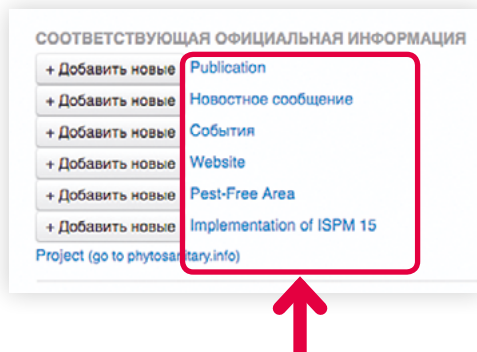 СООТВЕТСТВУЮЩАЯ ОФИЦИАЛЬНАЯ ИНФОРМАЦИЯ
+ Добавить новые Publication
+ Добавить новые Новостное сообщение
+ Добавить новые События
+ Добавить новые Website
+ Добавить новые Pest-Free Area
+ Добавить новые Implementation of ISPM 15
Project (go to phytosanitary.info)